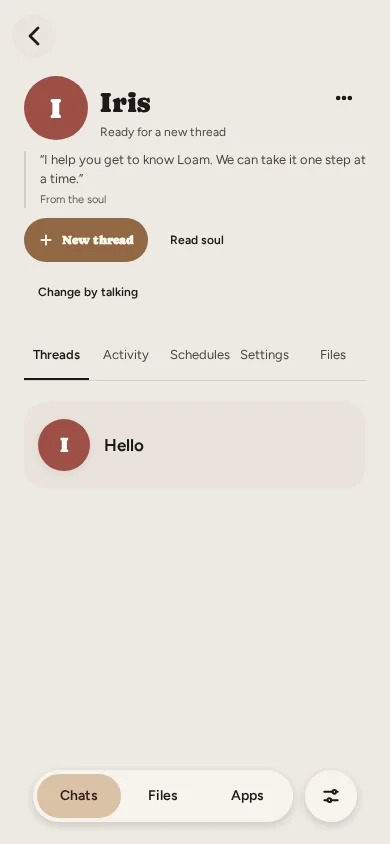 I
Iris
Ready for a new thread
“I help you get to know Loam. We can take it one step at
a time.”
From the soul
New thread
Read soul
Change by talking
Threads
Activity
Schedules
Settings
Files
I
Hello
Chats
Files
Apps